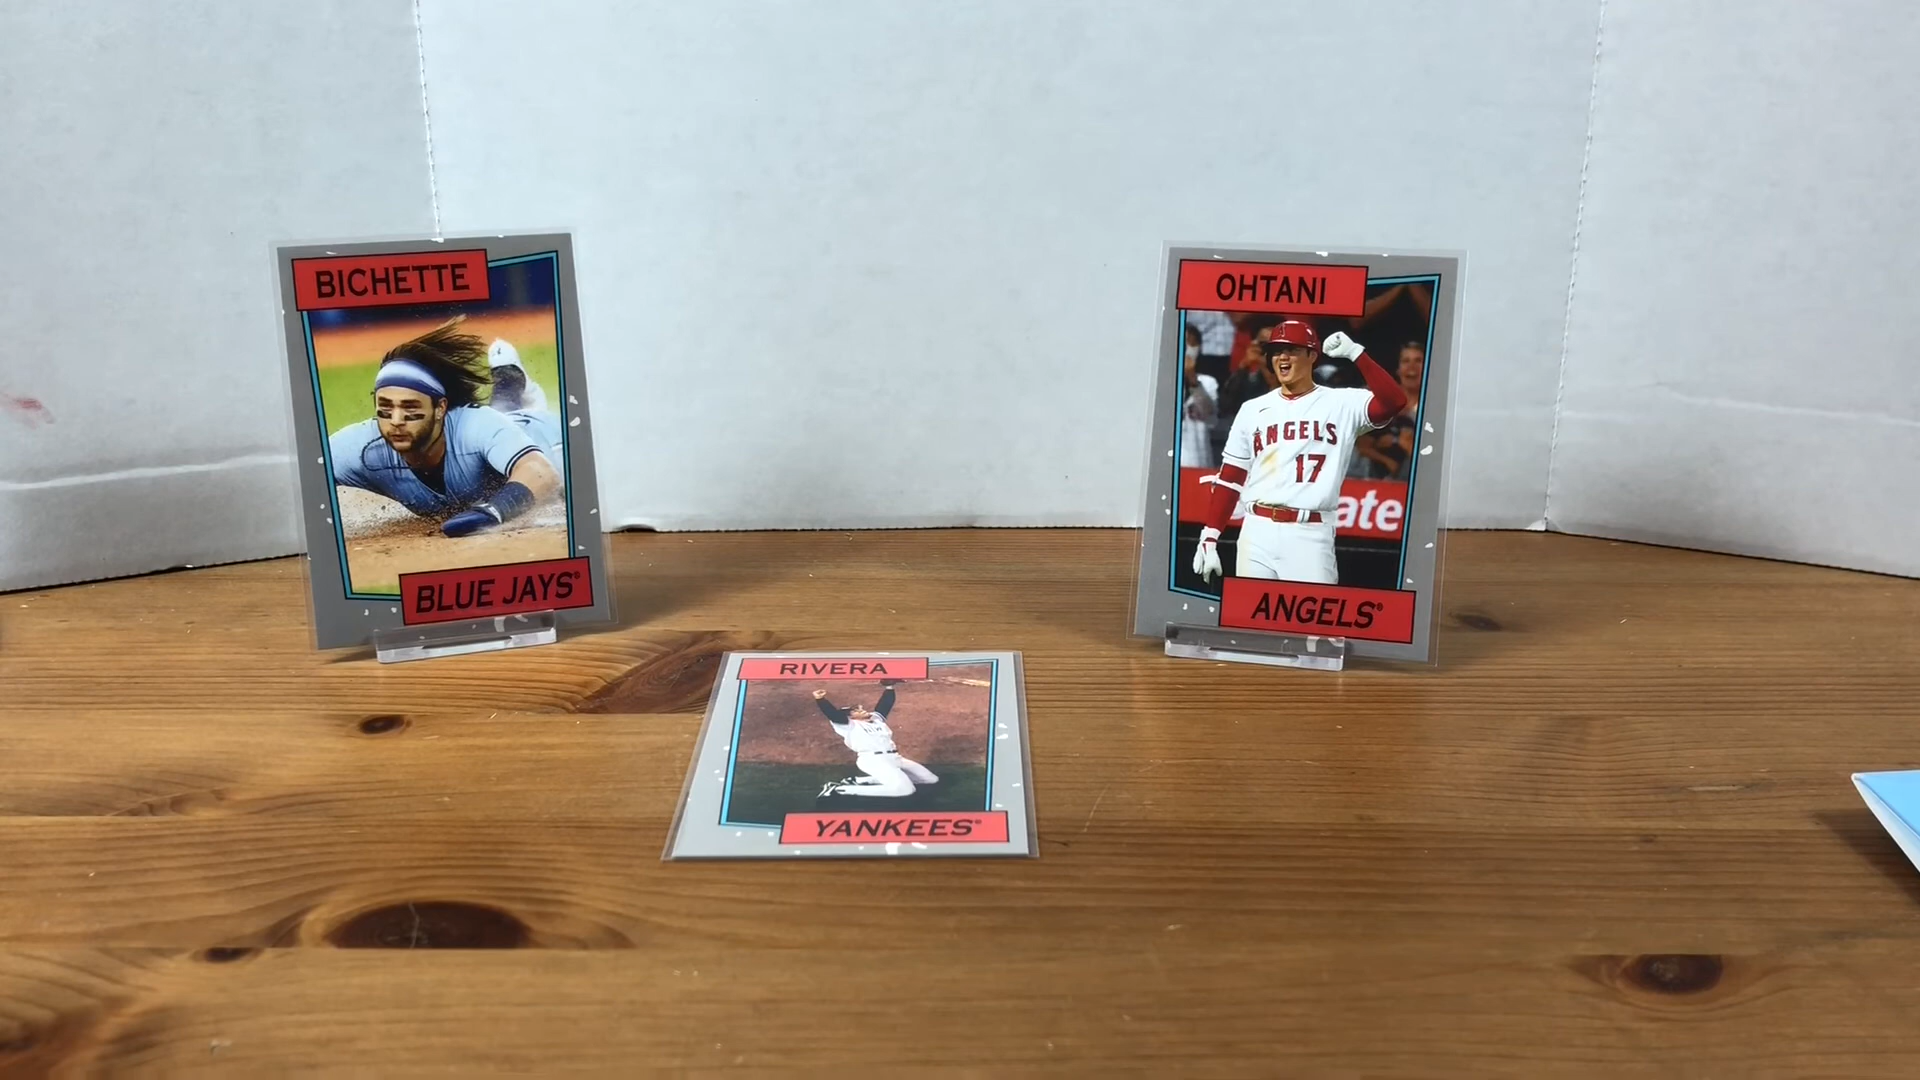 BICHETTE
BLUE JAYS®
OHTANI
ANGELS
17
ate
ANGELS®
RIVERA
YANKEES®